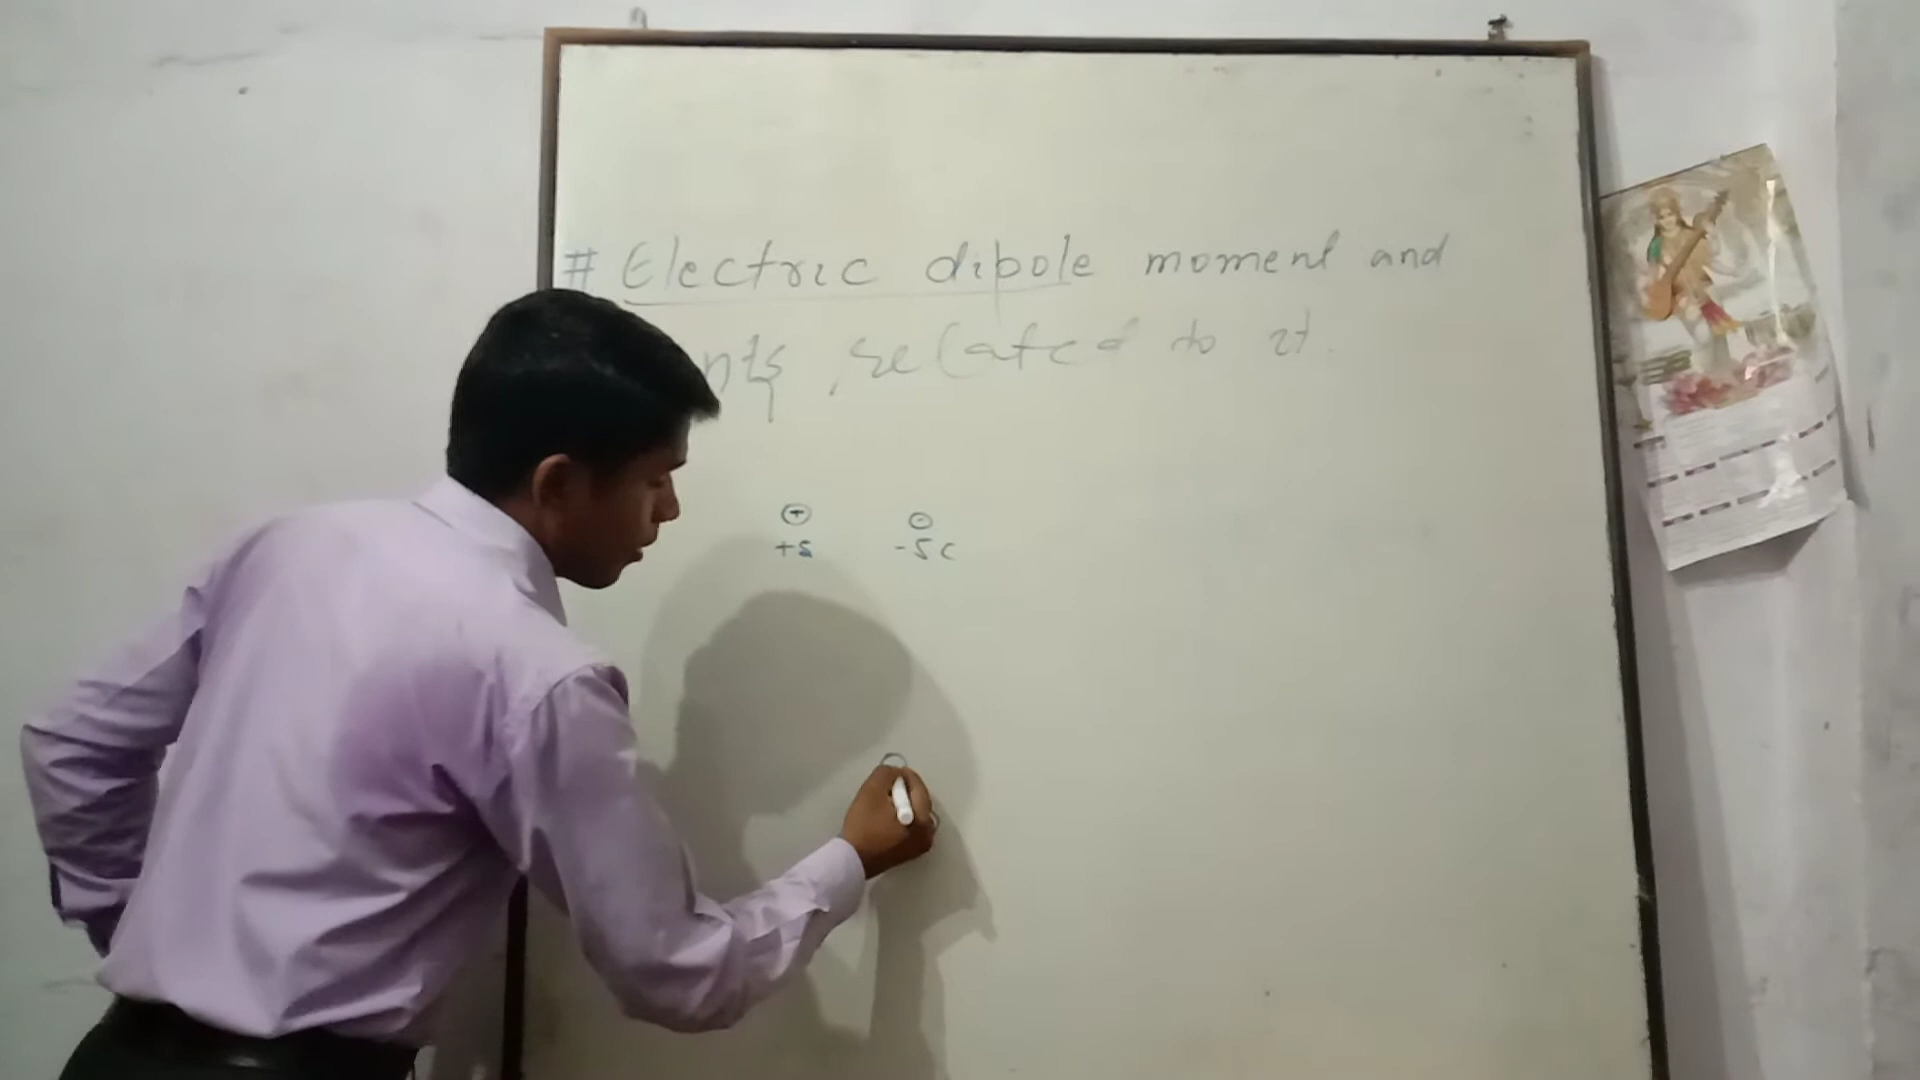 # Electric dipole moment and
nts related to it.
+ -
+5 -5c